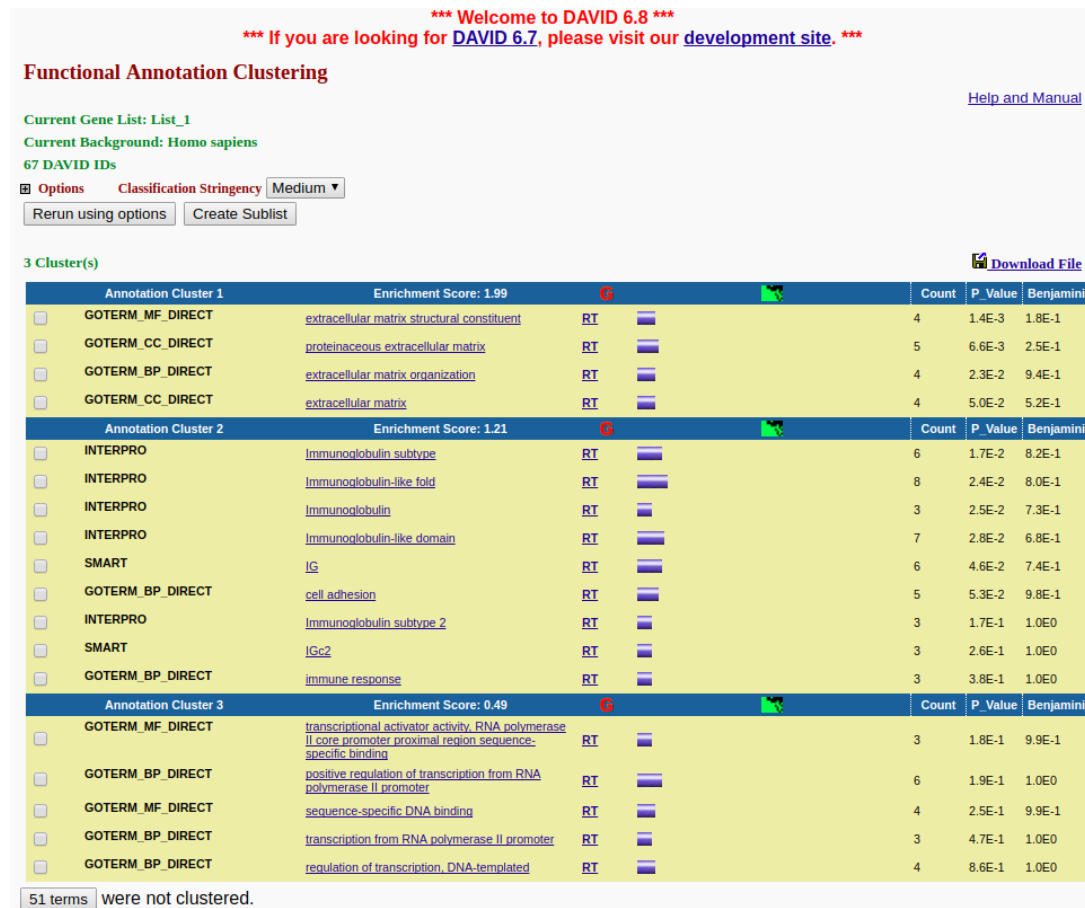 *** Welcome to DAVID 6.8 ***
*** If you are looking for DAVID 6.7, please visit our development site. ***
Functional Annotation Clustering
Help and Manual
Current Gene List: List_1
Current Background: Homo sapiens
67 DAVID IDs
Options Classification Stringency Medium
Rerun using options Create Sublist
3 Cluster(s) Download File
Annotation Cluster 1 Enrichment Score: 1.99 G Count P_Value Benjamini
GOTERM_MF_DIRECT extracellular matrix structural constituent RT 4 1.4E-3 1.8E-1
GOTERM_CC_DIRECT proteinaceous extracellular matrix RT 5 6.6E-3 2.5E-1
GOTERM_BP_DIRECT extracellular matrix organization RT 4 2.3E-2 9.4E-1
GOTERM_CC_DIRECT extracellular matrix RT 4 5.0E-2 5.2E-1
Annotation Cluster 2 Enrichment Score: 1.21 G Count P_Value Benjamini
INTERPRO Immunoglobulin subtype RT 6 1.7E-2 8.2E-1
INTERPRO Immunoglobulin-like fold RT 8 2.4E-2 8.0E-1
INTERPRO Immunoglobulin RT 3 2.5E-2 7.3E-1
INTERPRO Immunoglobulin-like domain RT 7 2.8E-2 6.8E-1
SMART IG RT 6 4.6E-2 7.4E-1
GOTERM_BP_DIRECT cell adhesion RT 5 5.3E-2 9.8E-1
INTERPRO Immunoglobulin subtype 2 RT 3 1.7E-1 1.0E0
SMART IGc2 RT 3 2.6E-1 1.0E0
GOTERM_BP_DIRECT immune response RT 3 3.8E-1 1.0E0
Annotation Cluster 3 Enrichment Score: 0.49 G Count P_Value Benjamini
GOTERM_MF_DIRECT transcriptional activator activity, RNA polymerase
II core promoter proximal region sequence-
specific binding RT 3 1.8E-1 9.9E-1
GOTERM_BP_DIRECT positive regulation of transcription from RNA
polymerase II promoter RT 6 1.9E-1 1.0E0
GOTERM_MF_DIRECT sequence-specific DNA binding RT 4 2.5E-1 9.9E-1
GOTERM_BP_DIRECT transcription from RNA polymerase II promoter RT 3 4.7E-1 1.0E0
GOTERM_BP_DIRECT regulation of transcription, DNA-templated RT 4 8.6E-1 1.0E0
51 terms were not clustered.